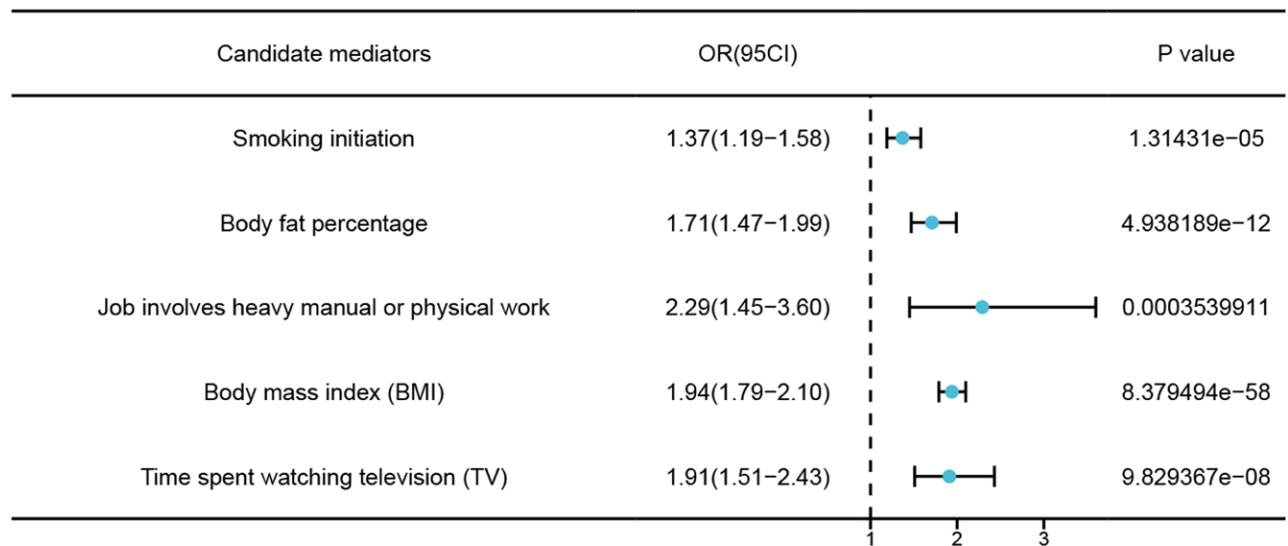 Candidate mediators OR(95CI) P value
Smoking initiation 1.37(1.19−1.58) 1.31431e−05
Body fat percentage 1.71(1.47−1.99) 4.938189e−12
Job involves heavy manual or physical work 2.29(1.45−3.60) 0.0003539911
Body mass index (BMI) 1.94(1.79−2.10) 8.379494e−58
Time spent watching television (TV) 1.91(1.51−2.43) 9.829367e−08
1 2 3